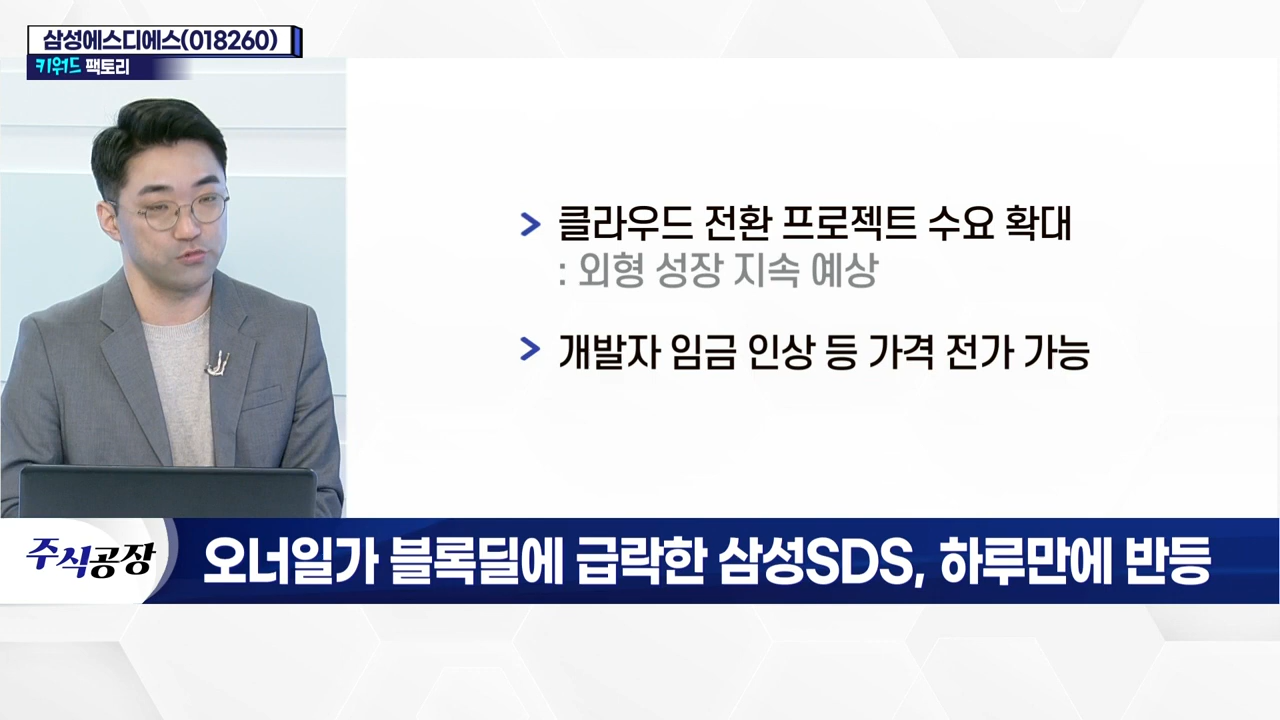 삼성에스디에스(018260)
키워드 팩토리
> 클라우드 전환 프로젝트 수요 확대
: 외형 성장 지속 예상
> 개발자 임금 인상 등 가격 전가 가능
주식공장
오너일가 블록딜에 급락한 삼성SDS, 하루만에 반등